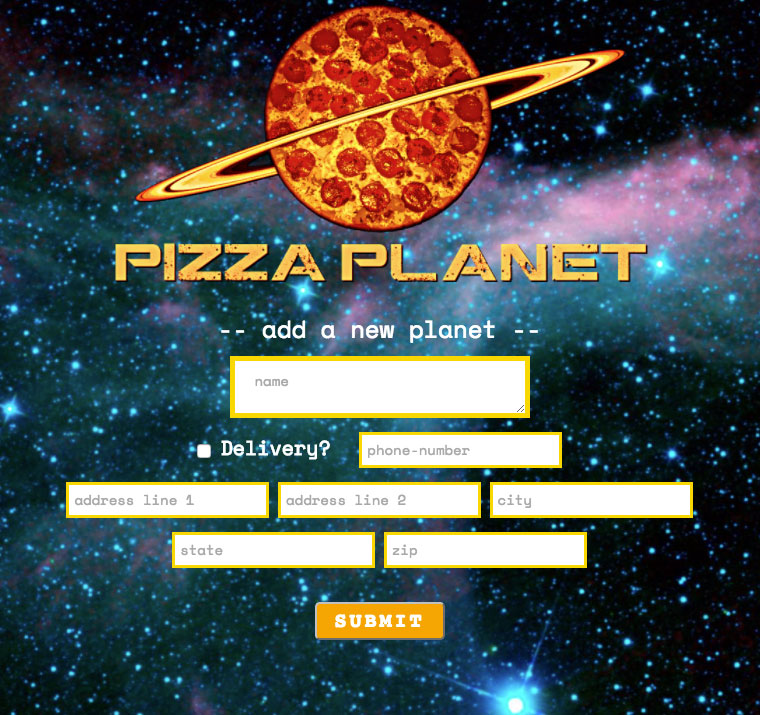 PIZZA PLANET
-- add a new planet --
name
Delivery? phone-number
address line 1 address line 2 city
state zip
SUBMIT